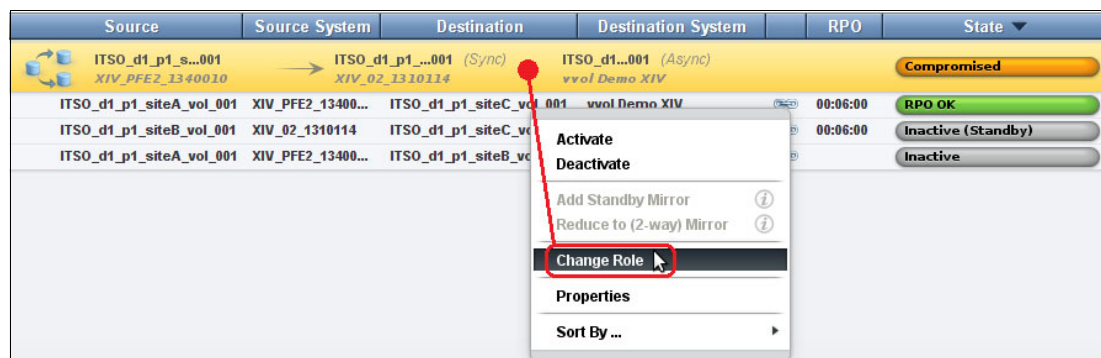 Source Source System Destination Destination System RPO State
ITSO_d1_p1_s...001 ITSO_d1_p1_...001 (Sync) ITSO_d1...001 (Async) Compromised
XIV_PFE2_1340010 XIV_02_1310114 vvol Demo XIV
ITSO_d1_p1_siteA_vol_001 XIV_PFE2_13400... ITSO_d1_p1_siteC_vol_001 vvol Demo XIV 00:06:00 RPO OK
ITSO_d1_p1_siteB_vol_001 XIV_02_1310114 ITSO_d1_p1_siteC_vo 00:06:00 Inactive (Standby)
ITSO_d1_p1_siteA_vol_001 XIV_PFE2_13400... ITSO_d1_p1_siteB_vo Inactive
Activate
Deactivate
Add Standby Mirror
Reduce to (2-way) Mirror
Change Role
Properties
Sort By ...